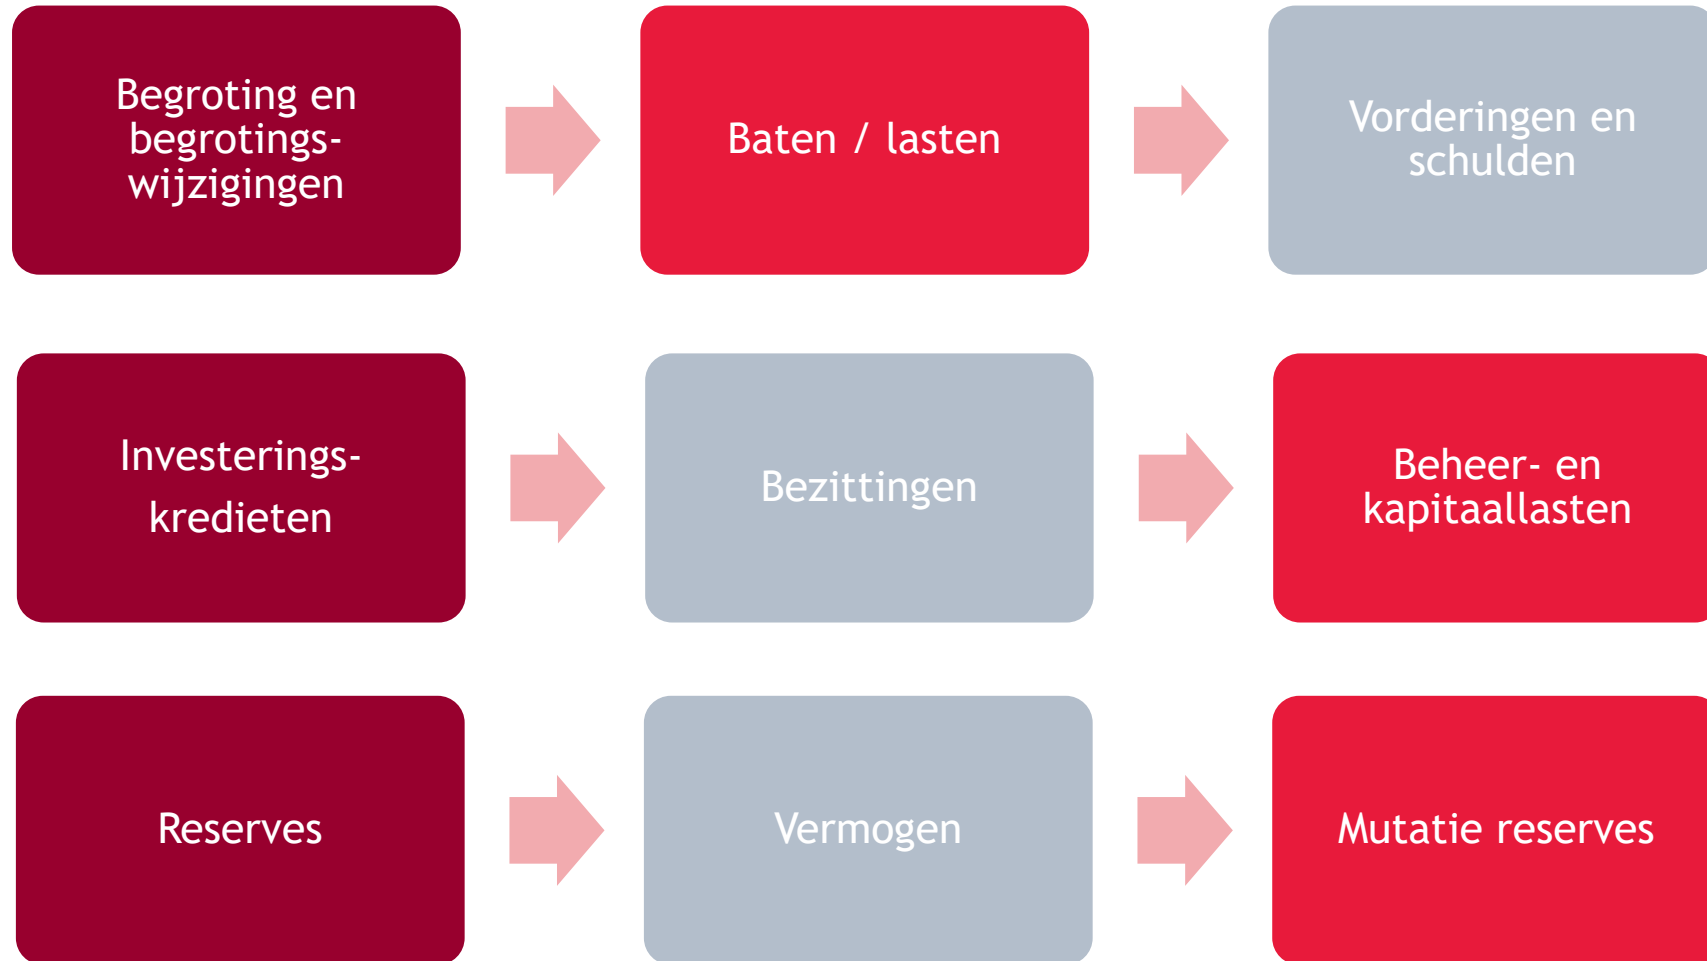 Begroting en
begrotings-
wijzigingen
Baten / lasten
Vorderingen en
schulden
Investerings-
kredieten
Bezittingen
Beheer- en
kapitaallasten
Reserves
Vermogen
Mutatie reserves